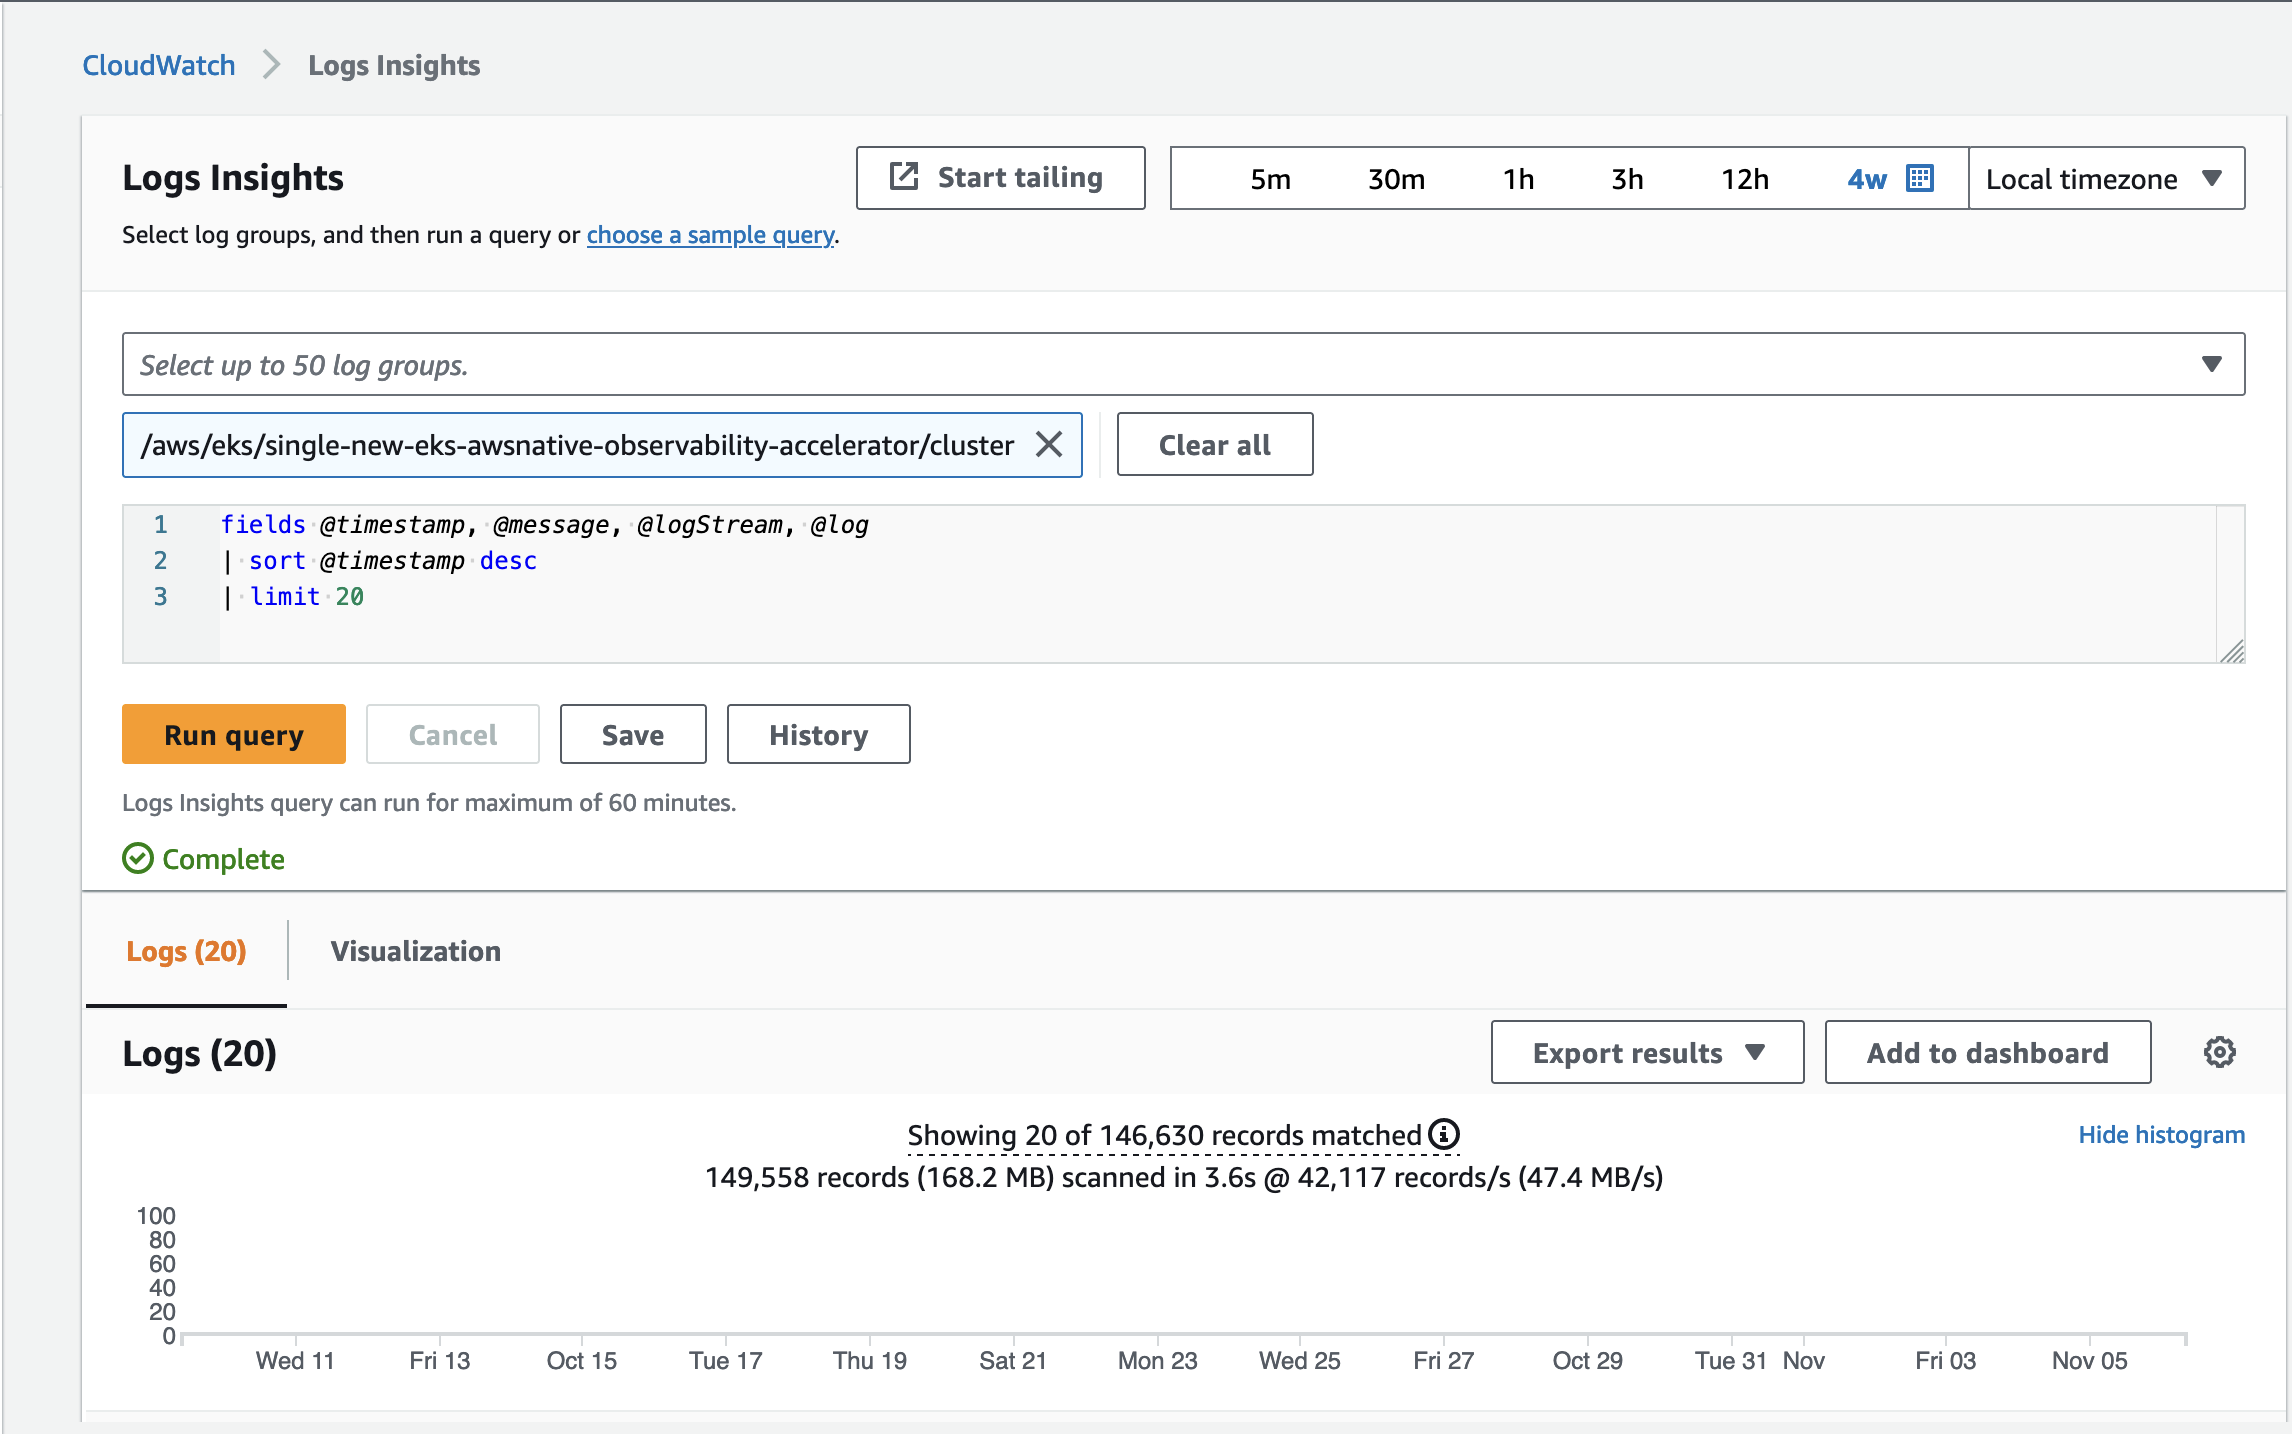 CloudWatch > Logs Insights
Logs Insights
Start tailing
5m 30m 1h 3h 12h 4w Local timezone
Select log groups, and then run a query or choose a sample query.
Select up to 50 log groups.
/aws/eks/single-new-eks-awsnative-observability-accelerator/cluster
Clear all
1 fields @timestamp, @message, @logStream, @log
2 | sort @timestamp desc
3 | limit 20
Run query Cancel Save History
Logs Insights query can run for maximum of 60 minutes.
Complete
Logs (20) Visualization
Logs (20) Export results Add to dashboard
Showing 20 of 146,630 records matched
Hide histogram
149,558 records (168.2 MB) scanned in 3.6s @ 42,117 records/s (47.4 MB/s)
100
80
60
40
20
0
Wed 11 Fri 13 Oct 15 Tue 17 Thu 19 Sat 21 Mon 23 Wed 25 Fri 27 Oct 29 Tue 31 Nov Fri 03 Nov 05